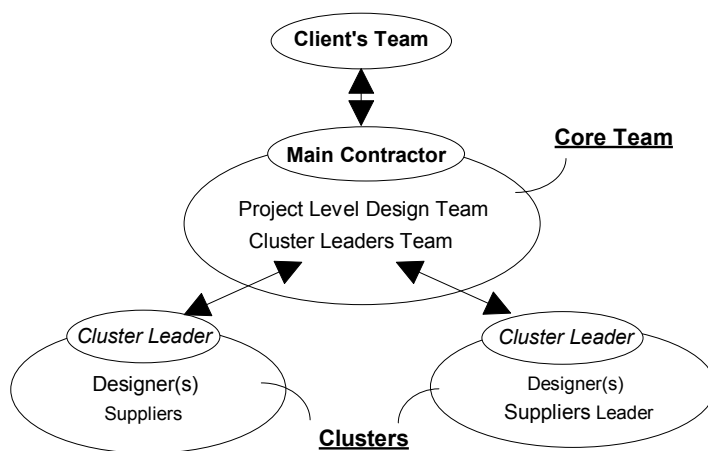 Client's Team
Core Team
Main Contractor
Project Level Design Team
Cluster Leaders Team
Cluster Leader
Designer(s)
Suppliers
Cluster Leader
Designer(s)
Suppliers Leader
Clusters